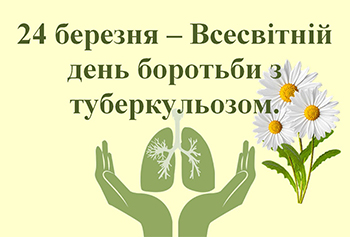 24 березня – Всесвітній
день боротьби з
туберкульозом.